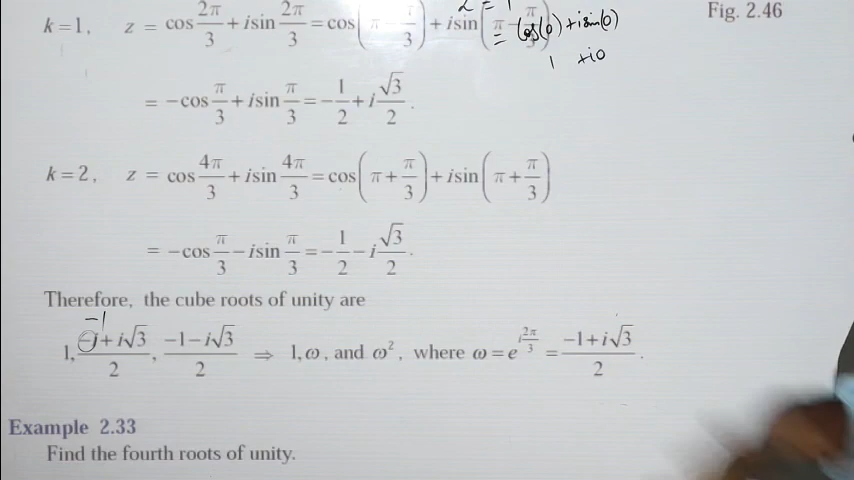 z = 1
Fig. 2.46
k = 1, z = cos 2π/3 + i sin 2π/3 = cos(π − π/3) + i sin(π − π/3)
= cos(0) + i sin(0)
1 + i0
= −cos π/3 + i sin π/3 = −1/2 + i √3/2 .
k = 2, z = cos 4π/3 + i sin 4π/3 = cos(π + π/3) + i sin(π + π/3)
= −cos π/3 − i sin π/3 = −1/2 − i √3/2 .
Therefore, the cube roots of unity are
−1
1, (−i + i√3)/2, (−1 − i√3)/2 ⇒ 1, ω, and ω², where ω = e^(i 2π/3) = (−1 + i√3)/2 .
Example 2.33
Find the fourth roots of unity.